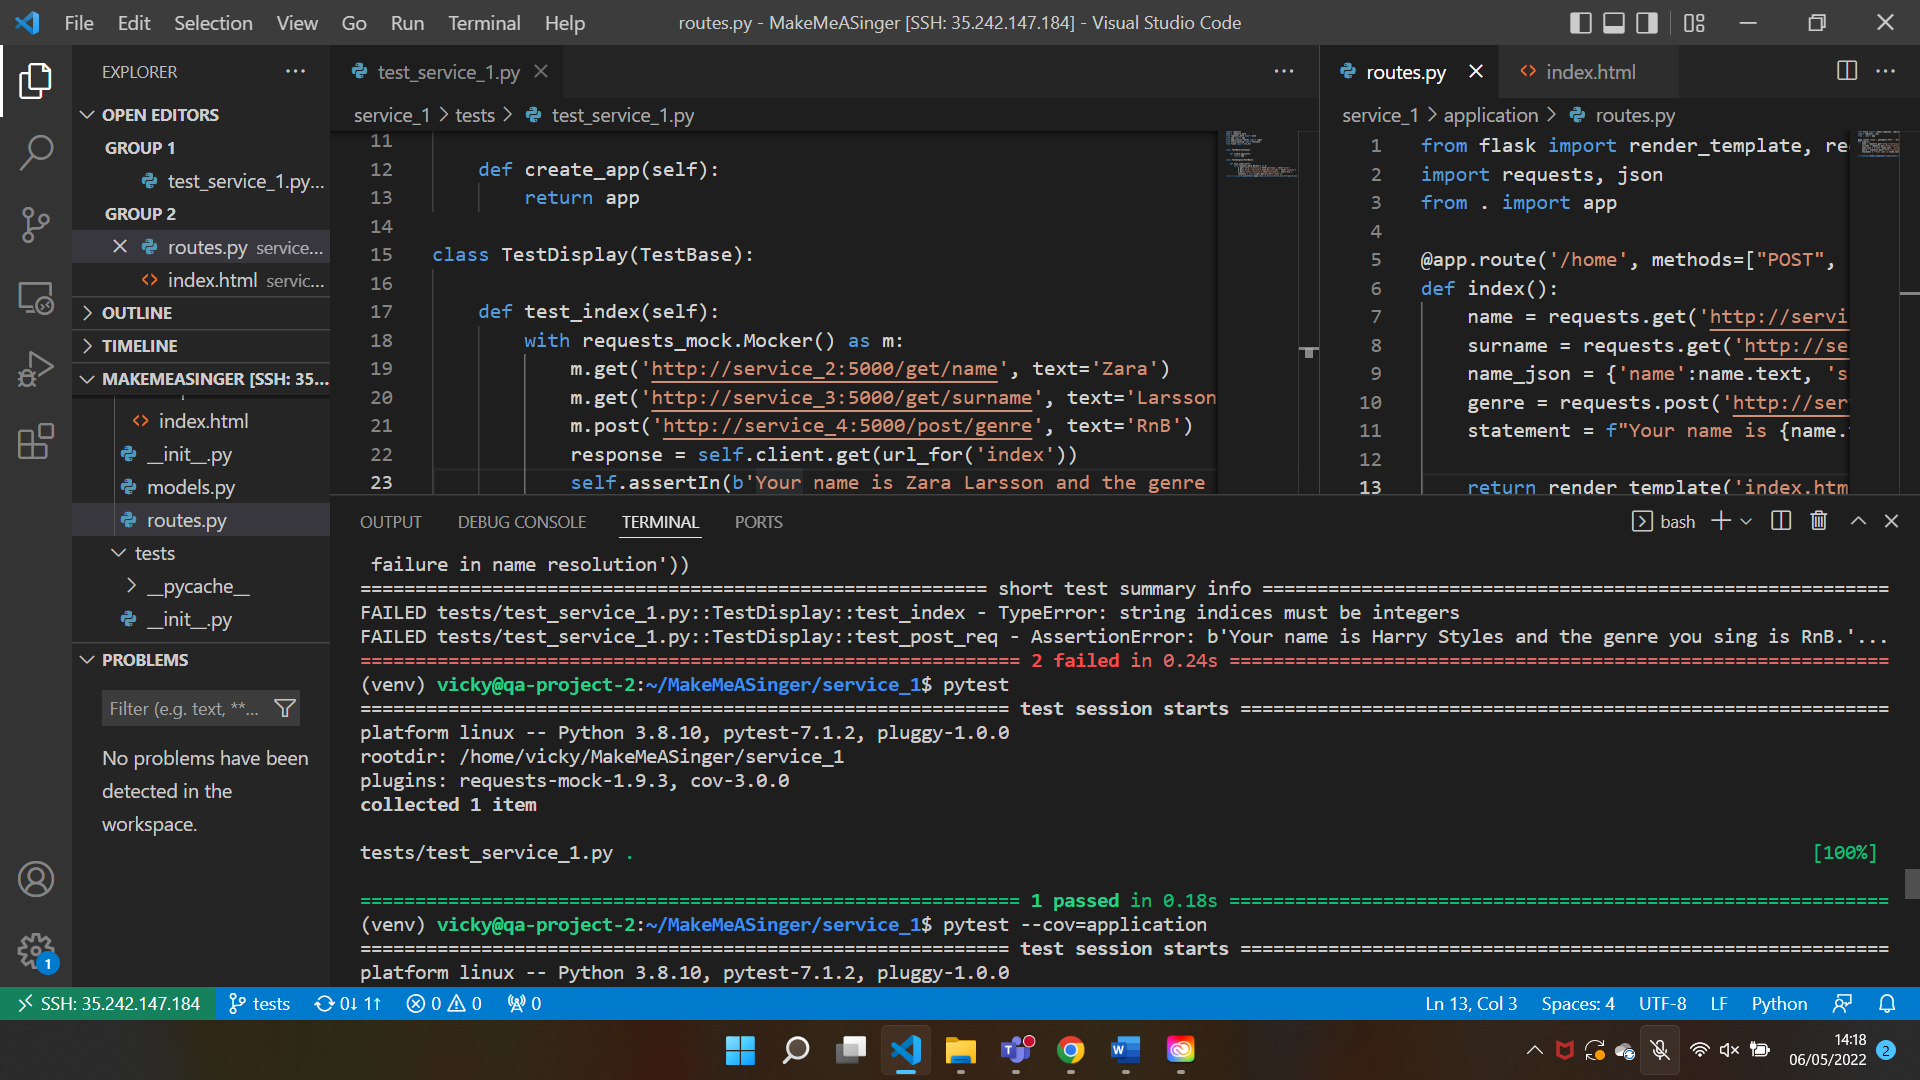 File Edit Selection View Go Run Terminal Help
routes.py - MakeMeASinger [SSH: 35.242.147.184] - Visual Studio Code
EXPLORER
OPEN EDITORS
GROUP 1
test_service_1.py...
GROUP 2
routes.py service...
index.html servic...
OUTLINE
TIMELINE
MAKEMEASINGER [SSH: 35....
index.html
__init__.py
models.py
routes.py
tests
__pycache__
__init__.py
PROBLEMS
Filter (e.g. text, **...
No problems have been
detected in the
workspace.
test_service_1.py
service_1 > tests > test_service_1.py
11
12 def create_app(self):
13 return app
14
15 class TestDisplay(TestBase):
16
17 def test_index(self):
18 with requests_mock.Mocker() as m:
19 m.get('http://service_2:5000/get/name', text='Zara')
20 m.get('http://service_3:5000/get/surname', text='Larsson
21 m.post('http://service_4:5000/post/genre', text='RnB')
22 response = self.client.get(url_for('index'))
23 self.assertIn(b'Your name is Zara Larsson and the genre
routes.py index.html
service_1 > application > routes.py
1 from flask import render_template, re
2 import requests, json
3 from . import app
4
5 @app.route('/home', methods=["POST",
6 def index():
7 name = requests.get('http://servi
8 surname = requests.get('http://se
9 name_json = {'name':name.text, 's
10 genre = requests.post('http://ser
11 statement = f"Your name is {name.
12
13 return render_template('index.htm
OUTPUT DEBUG CONSOLE TERMINAL PORTS
bash
failure in name resolution'))
========================================================= short test summary info =========================================================
FAILED tests/test_service_1.py::TestDisplay::test_index - TypeError: string indices must be integers
FAILED tests/test_service_1.py::TestDisplay::test_post_req - AssertionError: b'Your name is Harry Styles and the genre you sing is RnB.'...
============================================================ 2 failed in 0.24s ============================================================
(venv) vicky@qa-project-2:~/MakeMeASinger/service_1$ pytest
=========================================================== test session starts ===========================================================
platform linux -- Python 3.8.10, pytest-7.1.2, pluggy-1.0.0
rootdir: /home/vicky/MakeMeASinger/service_1
plugins: requests-mock-1.9.3, cov-3.0.0
collected 1 item
tests/test_service_1.py . [100%]
============================================================ 1 passed in 0.18s ============================================================
(venv) vicky@qa-project-2:~/MakeMeASinger/service_1$ pytest --cov=application
=========================================================== test session starts ===========================================================
platform linux -- Python 3.8.10, pytest-7.1.2, pluggy-1.0.0
1
SSH: 35.242.147.184 tests 0↓ 1↑ 0 0 0
Ln 13, Col 3 Spaces: 4 UTF-8 LF Python
14:18
06/05/2022
2